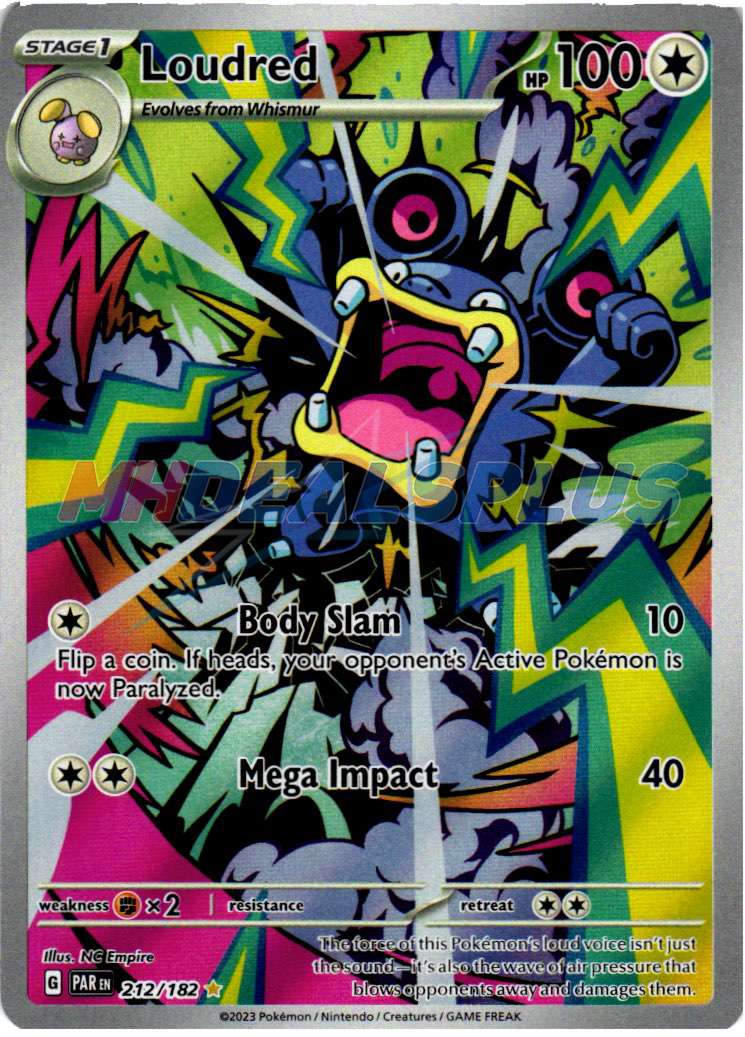 STAGE 1
Loudred
HP 100
Evolves from Whismur
MHDEALSPLUS
Body Slam 10
Flip a coin. If heads, your opponent's Active Pokémon is
now Paralyzed.
Mega Impact 40
weakness ×2 resistance retreat
Illus. NC Empire
The force of this Pokémon's loud voice isn't just
the sound—it's also the wave of air pressure that
blows opponents away and damages them.
G PAR EN 212/182
©2023 Pokémon / Nintendo / Creatures / GAME FREAK